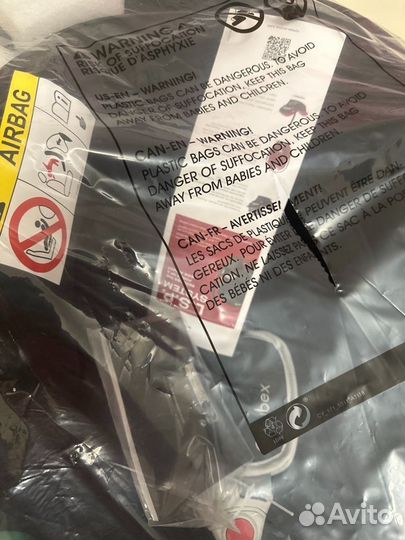 WARNING
OF SUFFOCATION
RISQUE D'ASPHYXIE
US-EN – WARNING!
PLASTIC BAGS CAN BE DANGEROUS. TO AVOID
DANGER OF SUFFOCATION, KEEP THIS BAG
AWAY FROM BABIES AND CHILDREN.
CAN-EN – WARNING!
PLASTIC BAGS CAN BE DANGEROUS. TO AVOID
DANGER OF SUFFOCATION, KEEP THIS BAG
AWAY FROM BABIES AND CHILDREN.
CAN-FR – AVERTISSEMENT!
LES SACS DE PLASTIQUE PEUVENT ÊTRE DAN-
GEREUX. POUR ÉVITER DANGER DE SUFFO-
CATION, NE LAISSEZ PAS CE SAC À LA POR
DES BÉBÉS NI DES ENFANTS.
AIRBAG
SYSTEM
bex
Avito